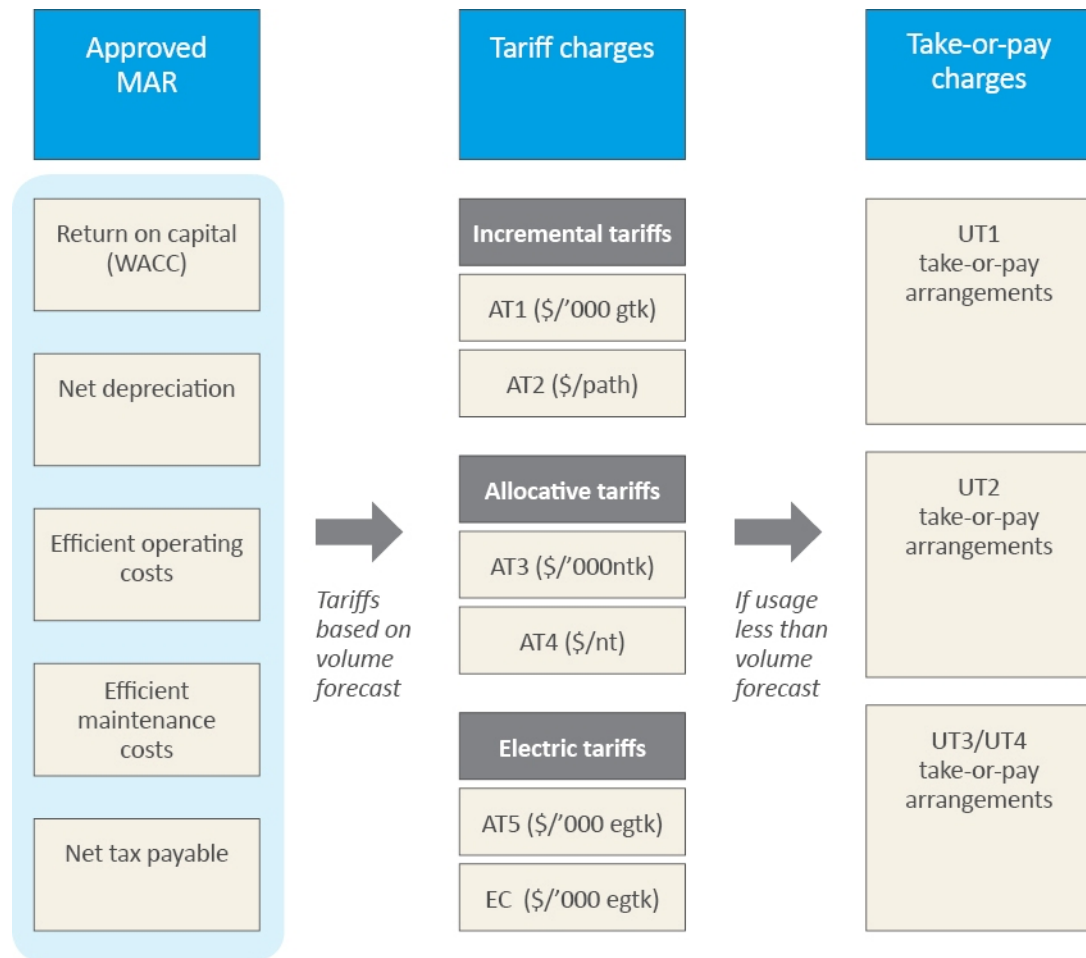 Approved
MAR
Return on capital
(WACC)
Net depreciation
Efficient operating
costs
Efficient
maintenance
costs
Net tax payable
Tariffs
based on
volume
forecast
Tariff charges
Incremental tariffs
AT1 ($/’000 gtk)
AT2 ($/path)
Allocative tariffs
AT3 ($/’000ntk)
AT4 ($/nt)
Electric tariffs
AT5 ($/’000 egtk)
EC ($/’000 egtk)
If usage
less than
volume
forecast
Take-or-pay
charges
UT1
take-or-pay
arrangements
UT2
take-or-pay
arrangements
UT3/UT4
take-or-pay
arrangements